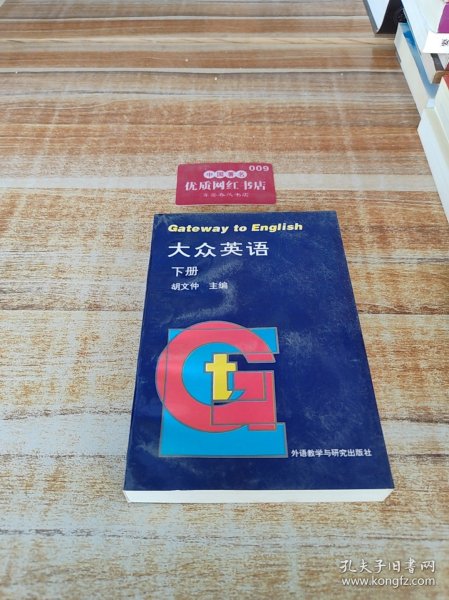 009
中国著名
优质网红书店
Gateway to English
大众英语
下册
胡文仲 主编
Gt
外语教学与研究出版社
孔夫子旧书网
www.kongfz.com